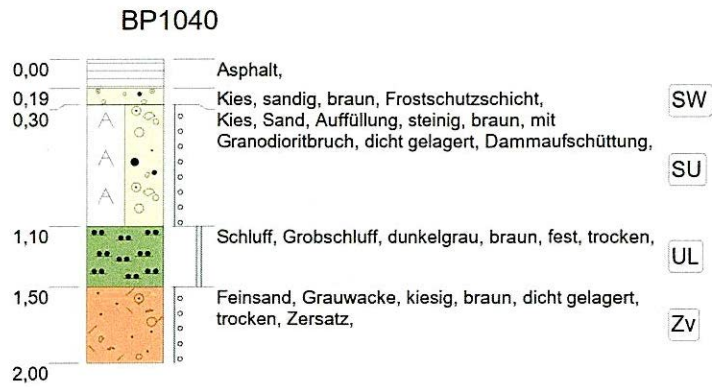 BP1040
0,00 Asphalt,
0,19 Kies, sandig, braun, Frostschutzschicht, SW
0,30 Kies, Sand, Auffüllung, steinig, braun, mit
Granodioritbruch, dicht gelagert, Dammaufschüttung,
SU
1,10 Schluff, Grobschluff, dunkelgrau, braun, fest, trocken,
UL
1,50 Feinsand, Grauwacke, kiesig, braun, dicht gelagert,
trocken, Zersatz, Zv
2,00